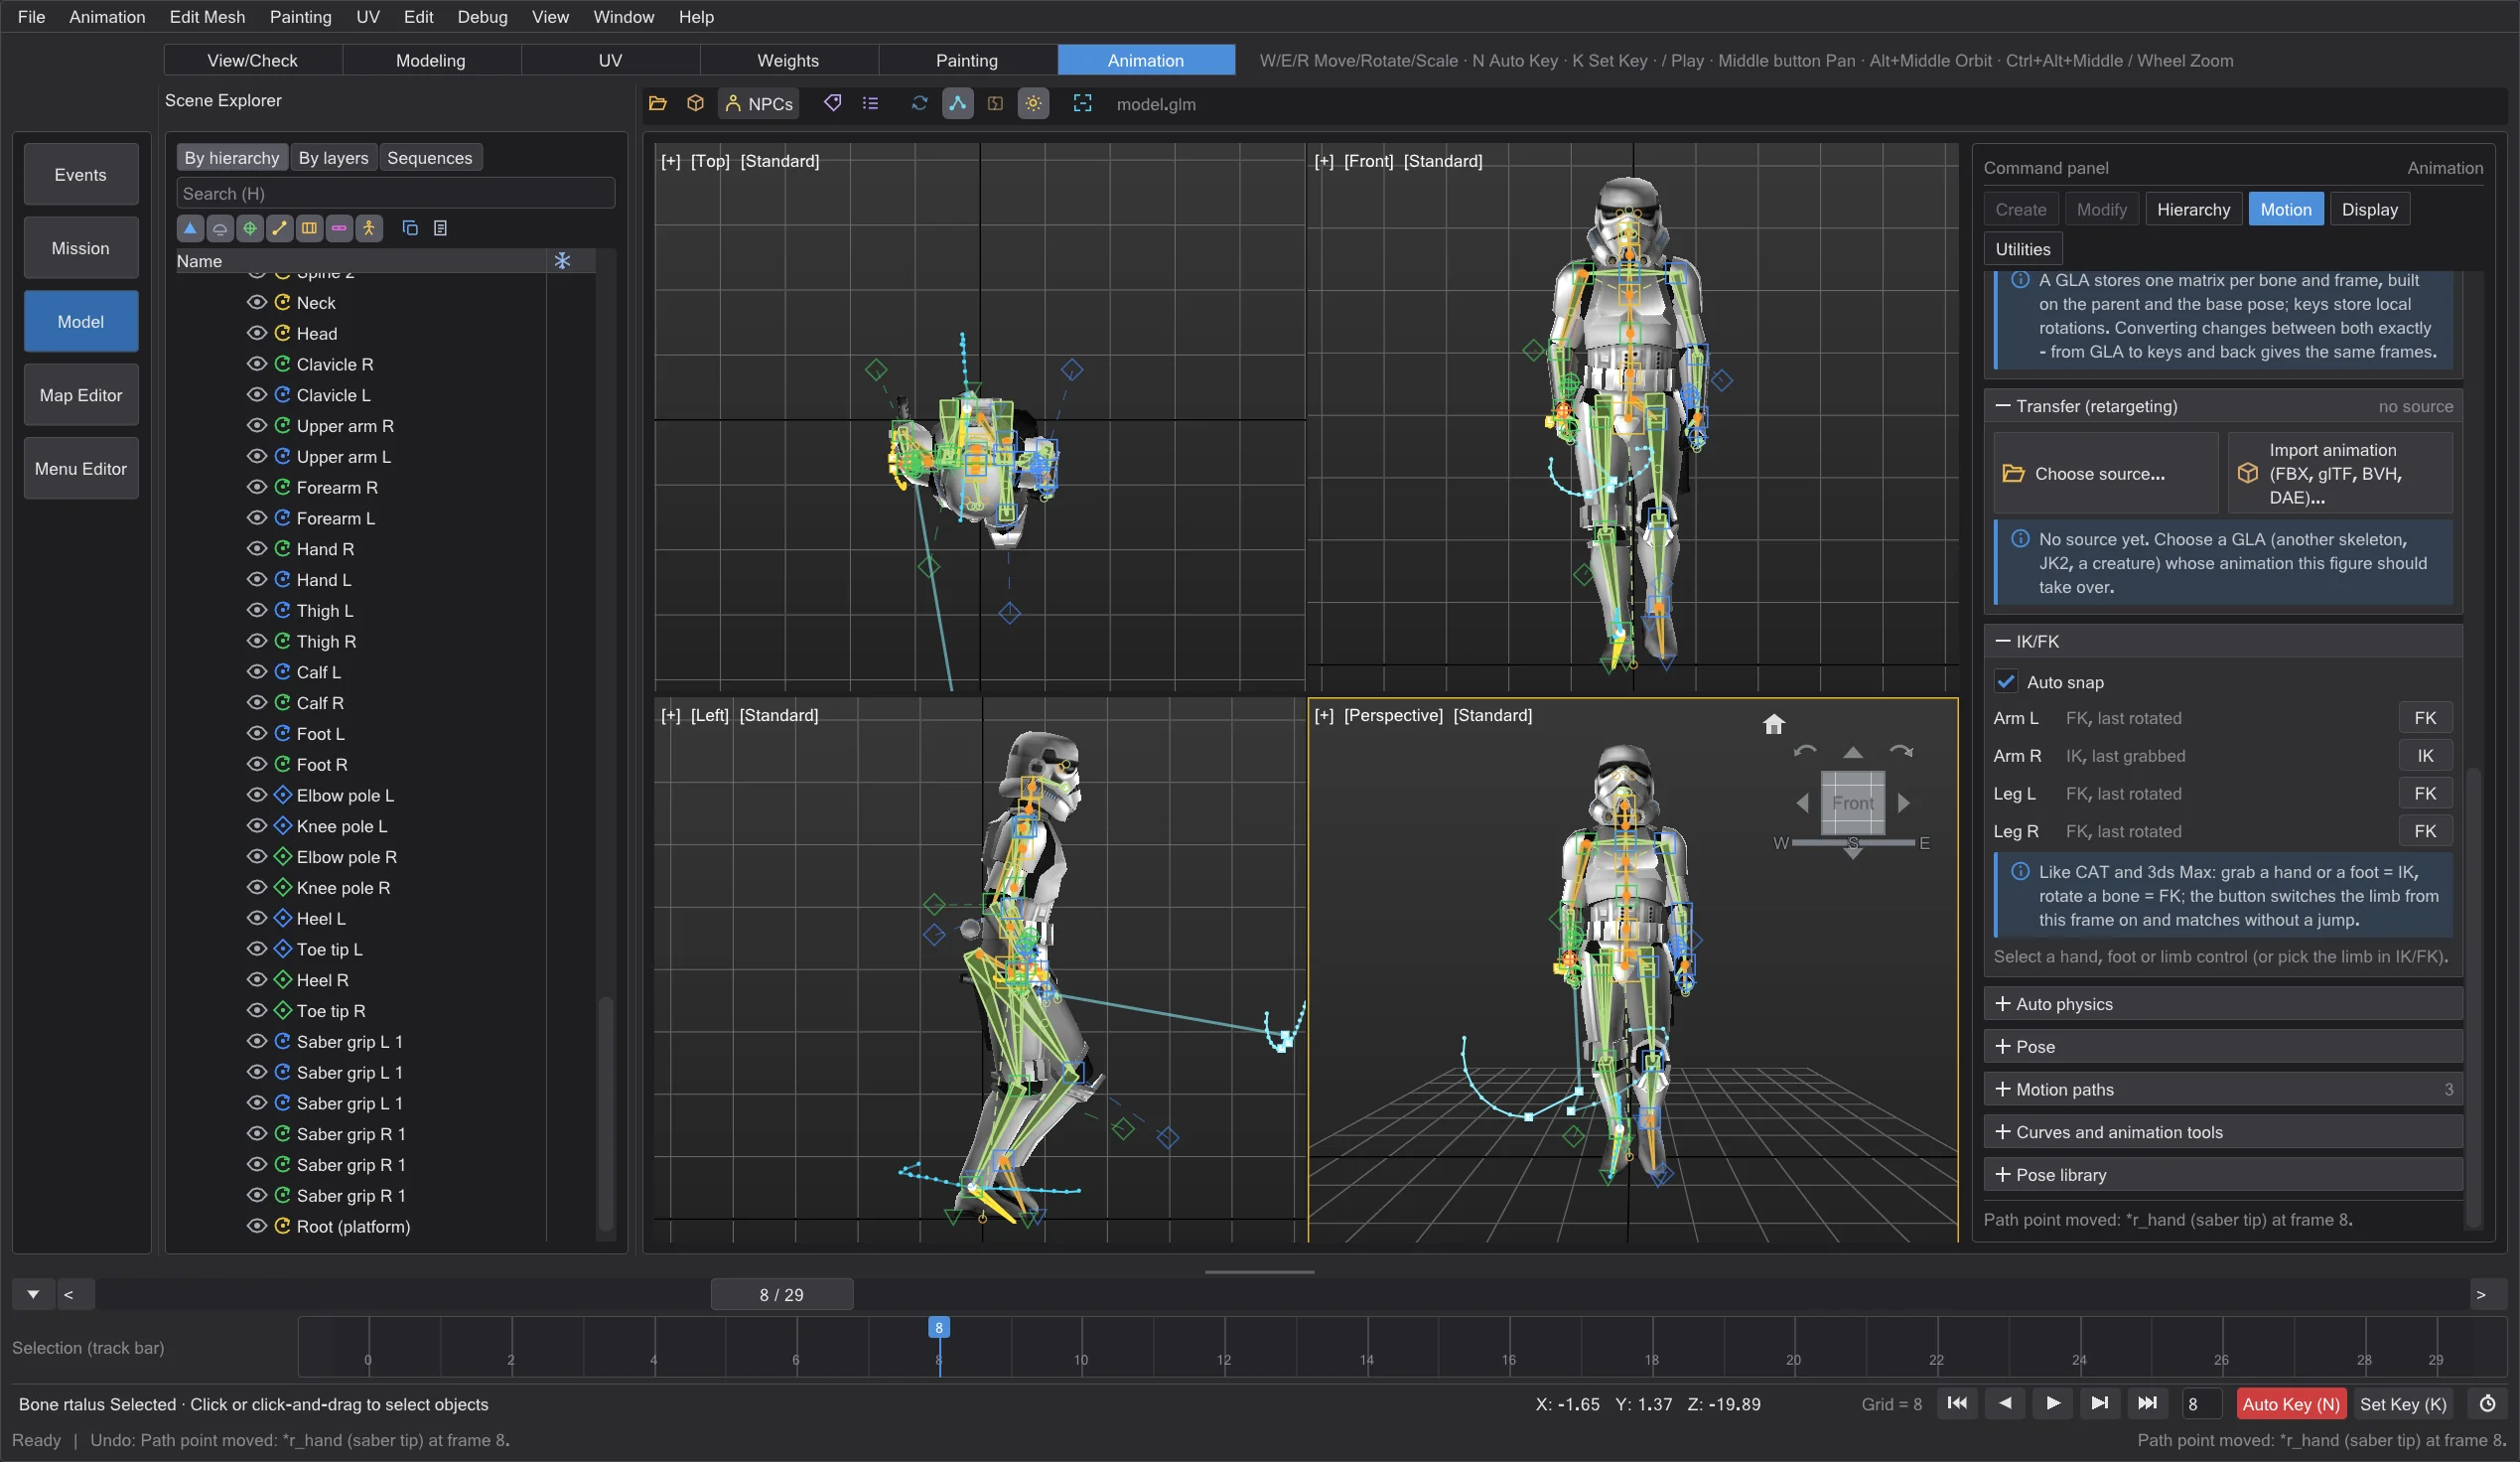 File Animation Edit Mesh Painting UV Edit Debug View Window Help
View/Check Modeling UV Weights Painting Animation W/E/R Move/Rotate/Scale · N Auto Key · K Set Key · / Play · Middle button Pan · Alt+Middle Orbit · Ctrl+Alt+Middle / Wheel Zoom
Scene Explorer
NPCs model.glm
Events
Mission
Model
Map Editor
Menu Editor
By hierarchy By layers Sequences
Search (H)
Name
Spine 2
Neck
Head
Clavicle R
Clavicle L
Upper arm R
Upper arm L
Forearm R
Forearm L
Hand R
Hand L
Thigh L
Thigh R
Calf L
Calf R
Foot L
Foot R
Elbow pole L
Knee pole L
Elbow pole R
Knee pole R
Heel L
Toe tip L
Heel R
Toe tip R
Saber grip L 1
Saber grip L 1
Saber grip L 1
Saber grip R 1
Saber grip R 1
Saber grip R 1
Root (platform)
[+] [Top] [Standard]
[+] [Front] [Standard]
[+] [Left] [Standard]
[+] [Perspective] [Standard]
Front
W S E
Command panel Animation
Create Modify Hierarchy Motion Display
Utilities
A GLA stores one matrix per bone and frame, built
on the parent and the base pose; keys store local
rotations. Converting changes between both exactly
- from GLA to keys and back gives the same frames.
Transfer (retargeting) no source
Choose source...
Import animation
(FBX, glTF, BVH,
DAE)...
No source yet. Choose a GLA (another skeleton,
JK2, a creature) whose animation this figure should
take over.
IK/FK
Auto snap
Arm L FK, last rotated FK
Arm R IK, last grabbed IK
Leg L FK, last rotated FK
Leg R FK, last rotated FK
Like CAT and 3ds Max: grab a hand or a foot = IK,
rotate a bone = FK; the button switches the limb from
this frame on and matches without a jump.
Select a hand, foot or limb control (or pick the limb in IK/FK).
+ Auto physics
+ Pose
+ Motion paths 3
+ Curves and animation tools
+ Pose library
Path point moved: *r_hand (saber tip) at frame 8.
< 8 / 29 >
8
Selection (track bar)
0 2 4 6 8 10 12 14 16 18 20 22 24 26 28 29
Bone rtalus Selected · Click or click-and-drag to select objects X: -1.65 Y: 1.37 Z: -19.89 Grid = 8 8 Auto Key (N) Set Key (K)
Ready | Undo: Path point moved: *r_hand (saber tip) at frame 8. Path point moved: *r_hand (saber tip) at frame 8.